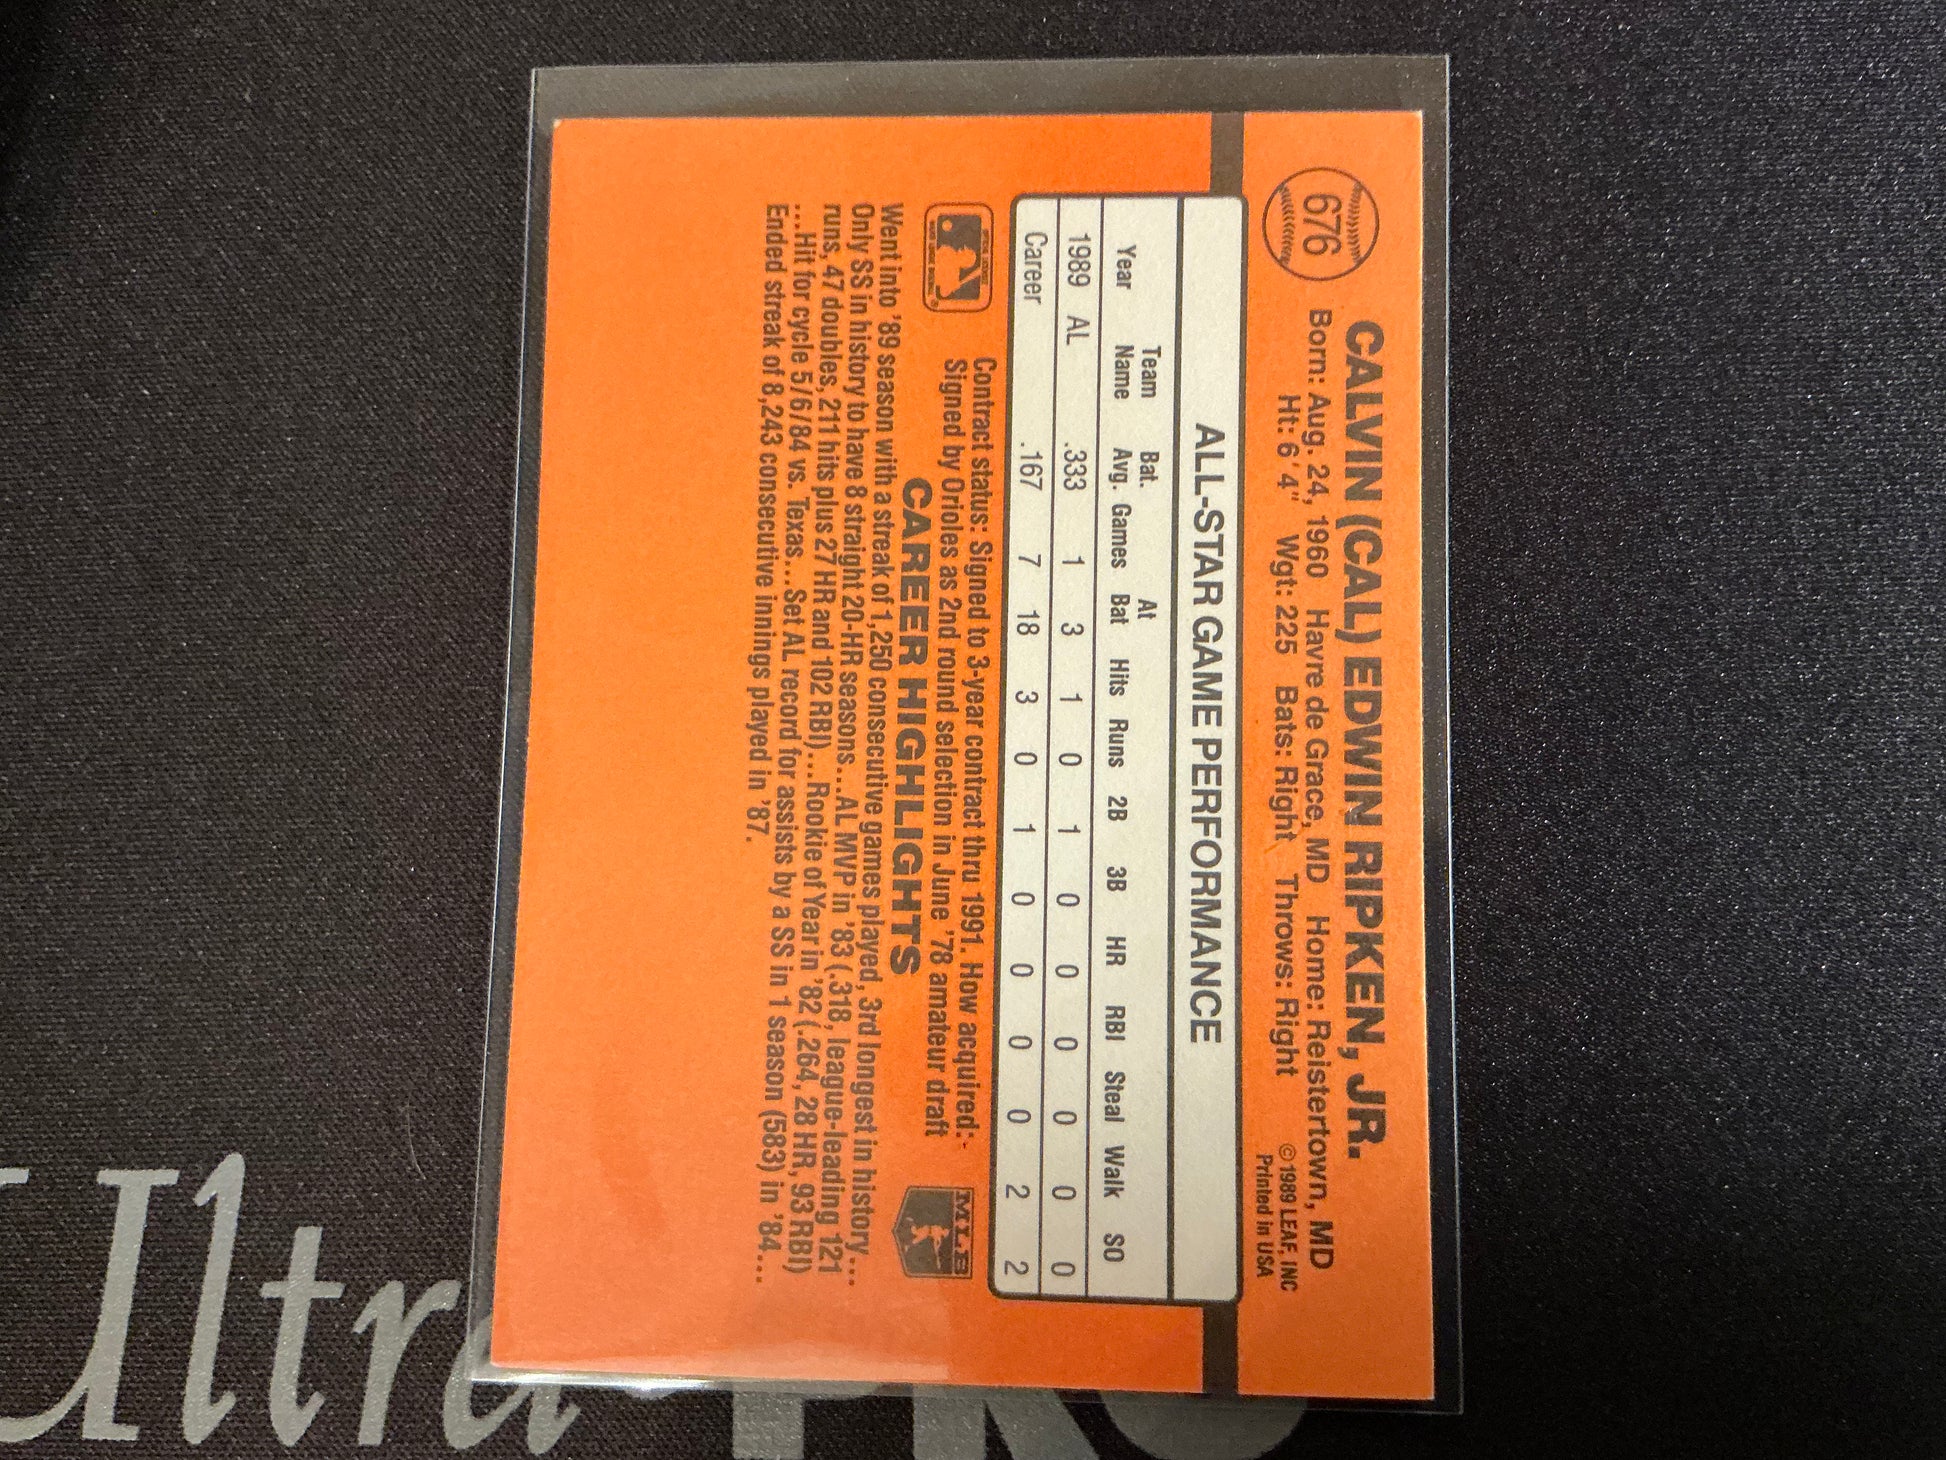 676
CALVIN (CAL) EDWIN RIPKEN, JR.
Born: Aug. 24, 1960 Havre de Grace, MD Home: Reistertown, MD
Ht: 6'4" Wgt: 225 Bats: Right Throws: Right
©1989 LEAF, INC
Printed in USA
ALL-STAR GAME PERFORMANCE
Team Bat. At
Year Name Avg. Games Bat Hits Runs 2B 3B HR RBI Steal Walk SO
1989 AL .333 1 3 1 0 1 0 0 0 0 0 0
Career .167 7 18 3 0 1 0 0 0 0 2 2
Contract status: Signed to 3-year contract thru 1991. How acquired:-
Signed by Orioles as 2nd round selection in June '78 amateur draft
MLB
CAREER HIGHLIGHTS
Went into '89 season with a streak of 1,250 consecutive games played, 3rd longest in history...
Only SS in history to have 8 straight 20-HR seasons...AL MVP in '83 (.318, league-leading 121
runs, 47 doubles, 211 hits plus 27 HR and 102 RBI)...Rookie of Year in '82 (.264, 28 HR, 93 RBI)
...Hit for cycle 5/6/84 vs. Texas...Set AL record for assists by a SS in 1 season (583) in '84...
Ended streak of 8,243 consecutive innings played in '87.
Ultra PRO